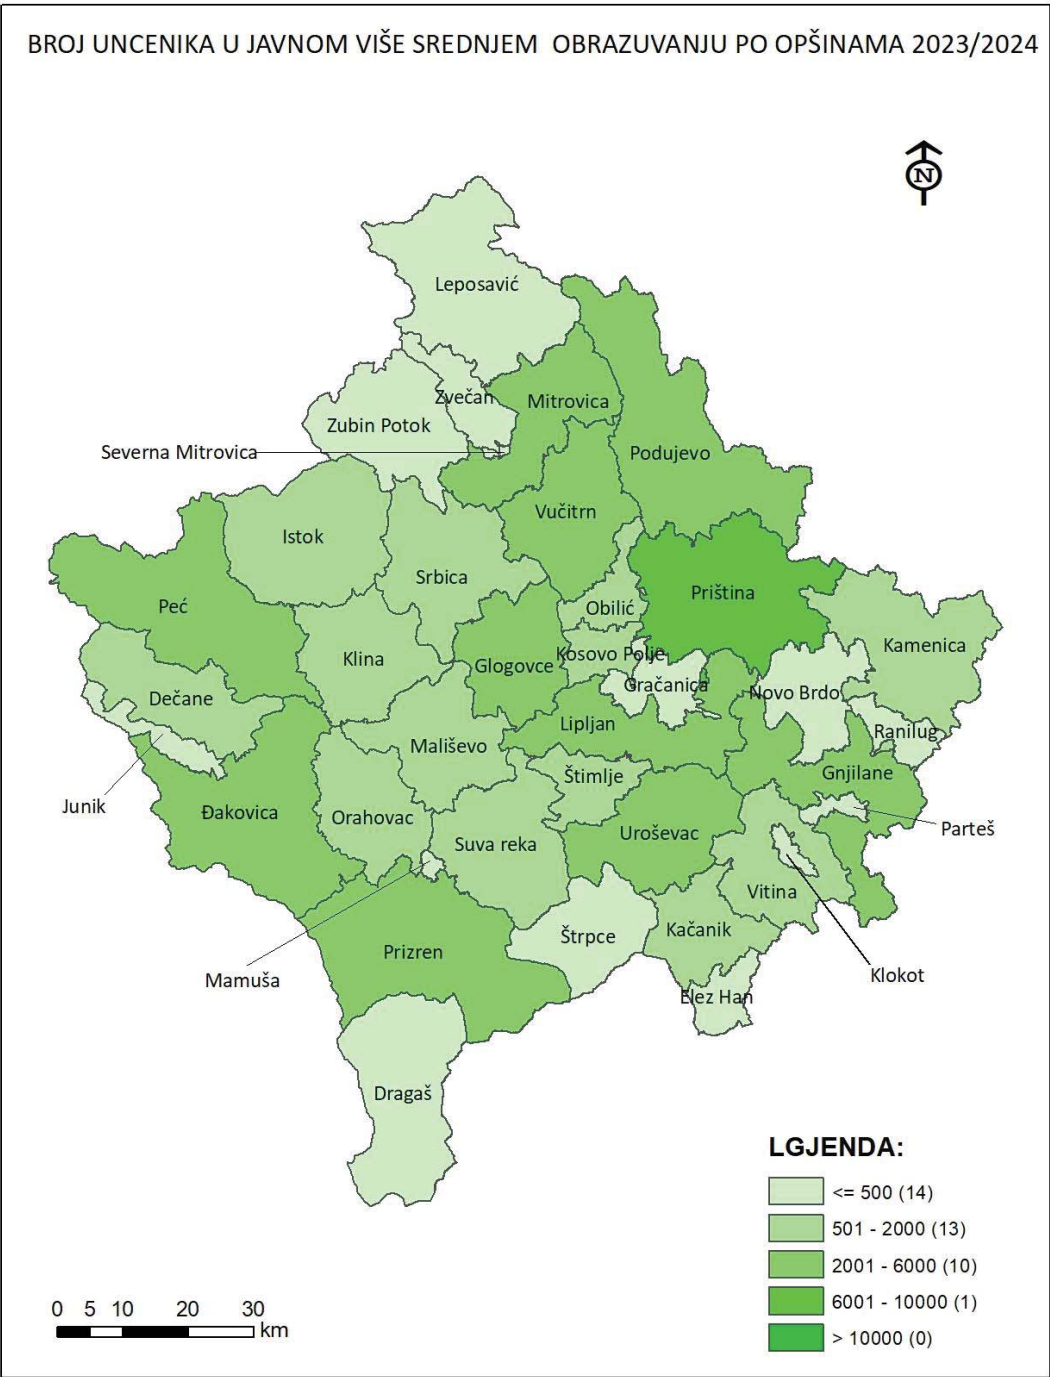 BROJ UNCENIKA U JAVNOM VIŠE SREDNJEM OBRAZUVANJU PO OPŠINAMA 2023/2024
N
Leposavić
Zvečan
Mitrovica
Zubin Potok
Severna Mitrovica
Podujevo
Vučitrn
Istok
Srbica
Priština
Peć
Obilić
Kamenica
Klina
Kosovo Polje
Glogovce
Gračanica
Novo Brdo
Dečane
Lipljan
Ranilug
Mališevo
Štimlje
Gnjilane
Junik
Đakovica
Orahovac
Uroševac
Parteš
Suva reka
Vitina
Kačanik
Štrpce
Prizren
Klokot
Mamuša
Elez Han
Dragaš
LGJENDA:
<= 500 (14)
501 - 2000 (13)
2001 - 6000 (10)
6001 - 10000 (1)
> 10000 (0)
0 5 10 20 30
km